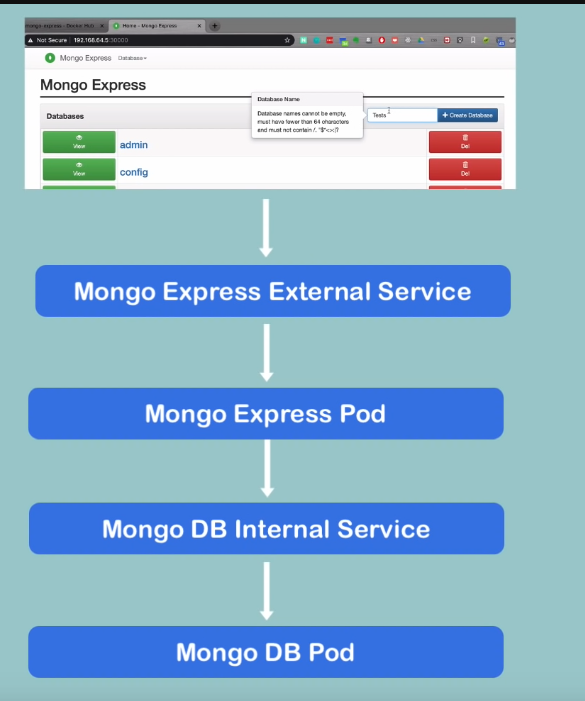 mongo-express - Docker Hub
Home - Mongo Express
Not Secure | 192.168.64.5:30000
Mongo Express Database
Mongo Express
Databases
Database Name
Database names cannot be empty,
must have fewer than 64 characters
and must not contain /. "$*<>:|?
Tests
+ Create Database
View
admin
Del
View
config
Del
Mongo Express External Service
Mongo Express Pod
Mongo DB Internal Service
Mongo DB Pod